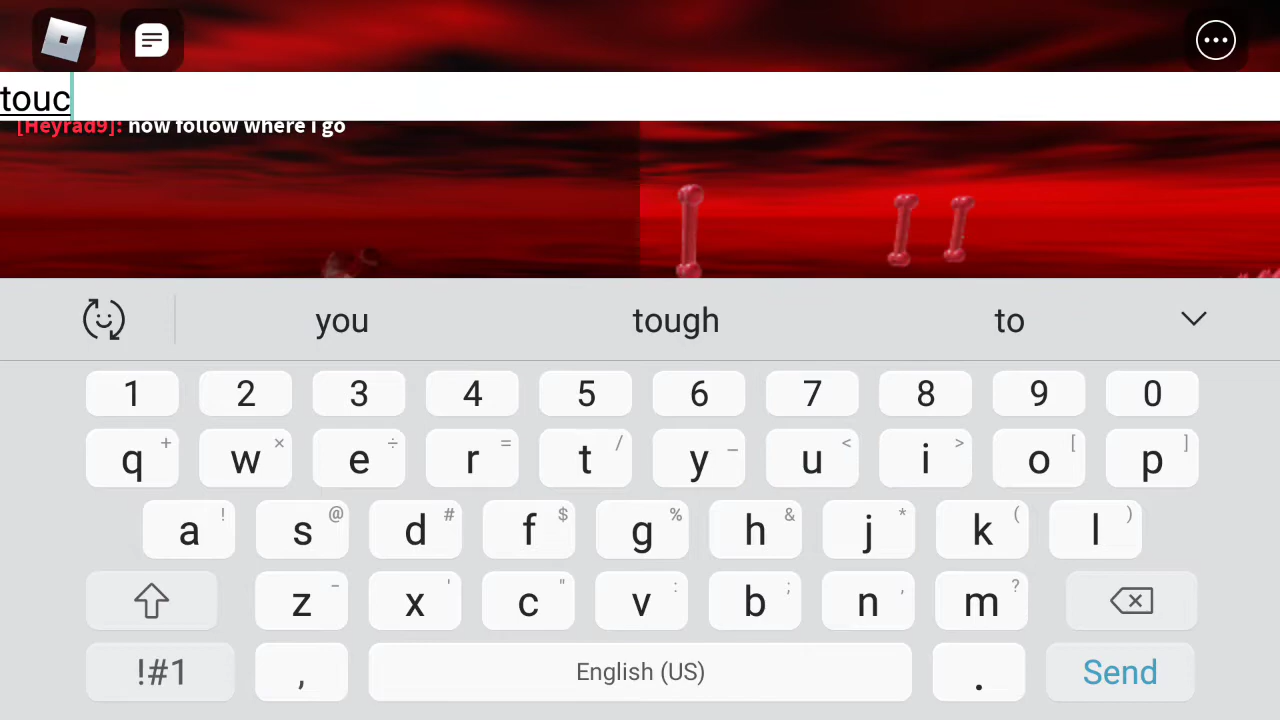 touc
[Heyrad9]: now follow where I go
you tough to
1 2 3 4 5 6 7 8 9 0
q + w × e ÷ r = t / y _ u < i > o [ p ]
a ! s @ d # f $ g % h & j * k ( l )
z - x ' c " v : b ; n , m ?
!#1 , English (US) . Send